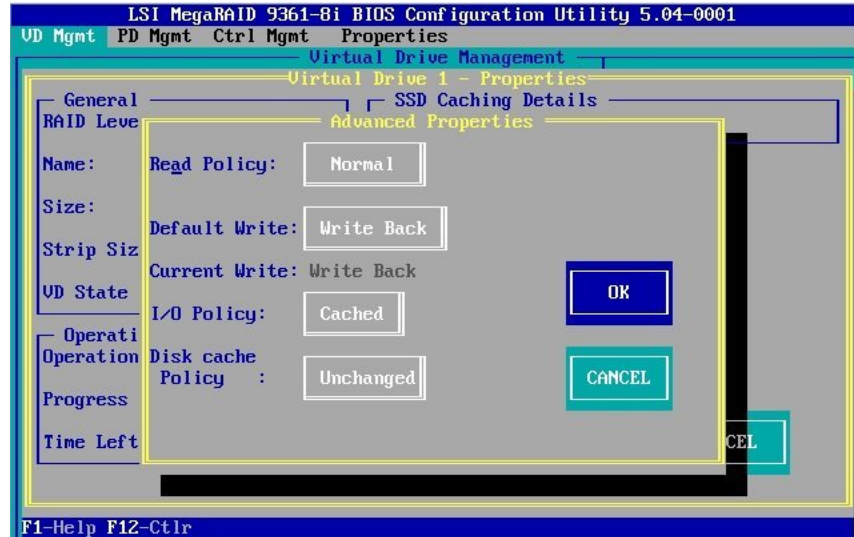 LSI MegaRAID 9361-8i BIOS Configuration Utility 5.04-0001
VD Mgmt PD Mgmt Ctrl Mgmt Properties
Virtual Drive Management
Virtual Drive 1 - Properties
General
SSD Caching Details
RAID Leve
Advanced Properties
Name:
Read Policy: Normal
Size:
Default Write: Write Back
Strip Siz
Current Write: Write Back
VD State
I/O Policy: Cached
OK
Operati
Operation
Disk cache
Policy : Unchanged
CANCEL
Progress
Time Left
CEL
F1-Help F12-Ctlr